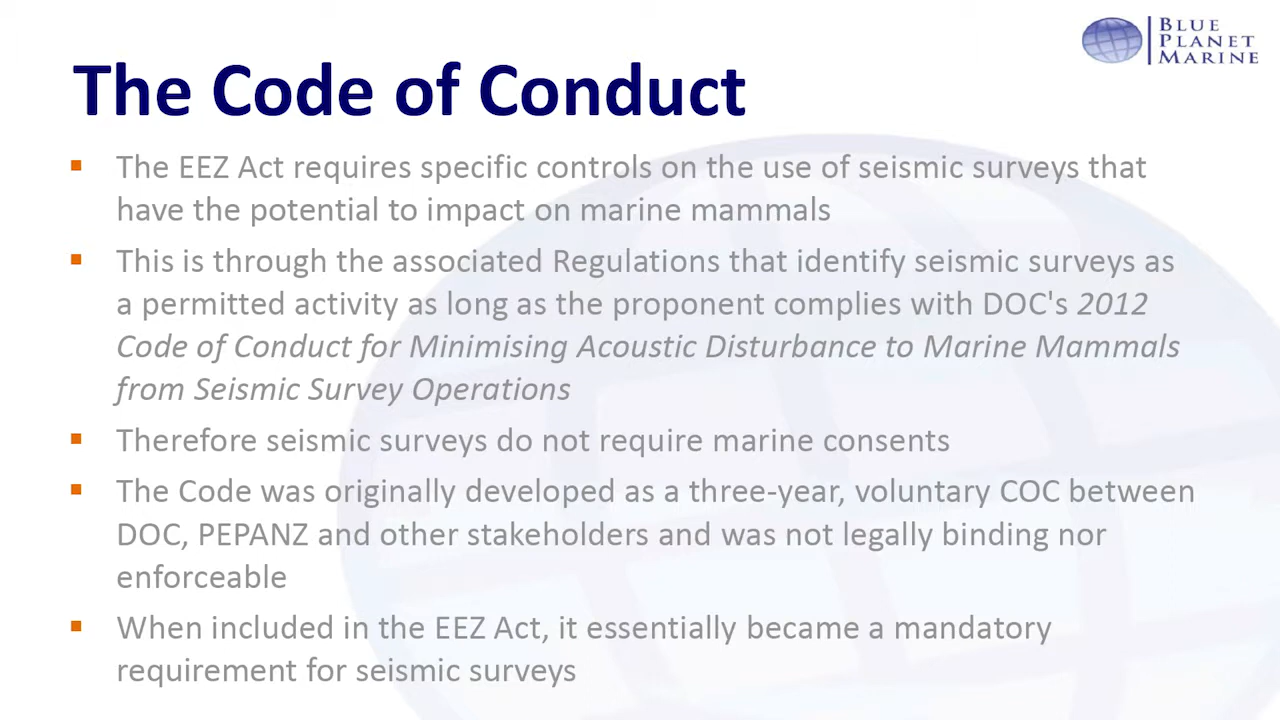 BLUE
PLANET
MARINE
The Code of Conduct
▪ The EEZ Act requires specific controls on the use of seismic surveys that
have the potential to impact on marine mammals
▪ This is through the associated Regulations that identify seismic surveys as
a permitted activity as long as the proponent complies with DOC's 2012
Code of Conduct for Minimising Acoustic Disturbance to Marine Mammals
from Seismic Survey Operations
▪ Therefore seismic surveys do not require marine consents
▪ The Code was originally developed as a three-year, voluntary COC between
DOC, PEPANZ and other stakeholders and was not legally binding nor
enforceable
▪ When included in the EEZ Act, it essentially became a mandatory
requirement for seismic surveys